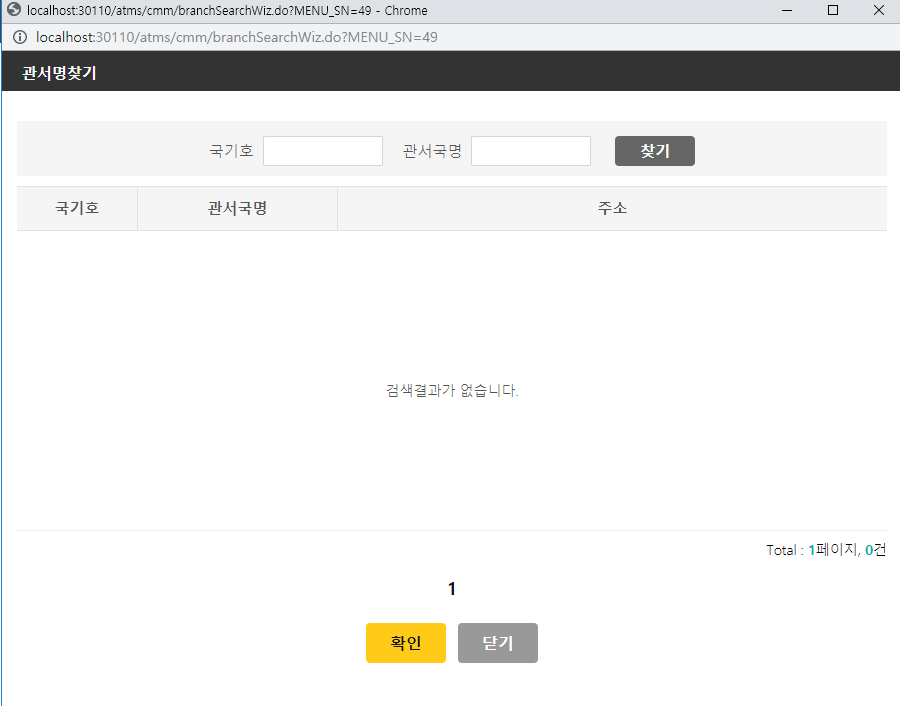 localhost:30110/atms/cmm/branchSearchWiz.do?MENU_SN=49 - Chrome
localhost:30110/atms/cmm/branchSearchWiz.do?MENU_SN=49
관서명찾기
국기호 관서국명 찾기
국기호 관서국명 주소
검색결과가 없습니다.
Total : 1페이지, 0건
1
확인 닫기